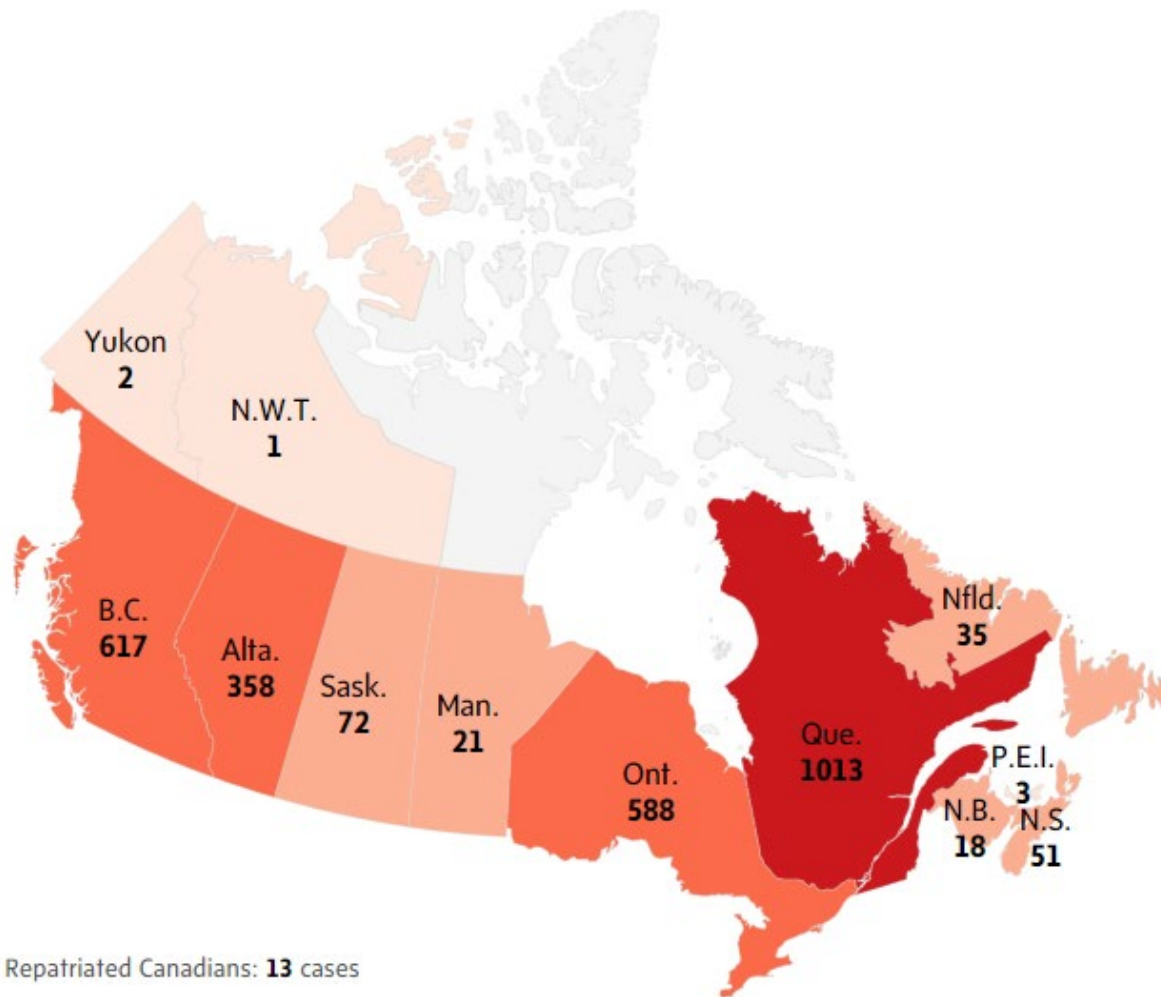 Yukon
2
N.W.T.
1
B.C.
617
Alta.
358
Sask.
72
Man.
21
Ont.
588
Que.
1013
Nfld.
35
P.E.I.
3
N.B.
18
N.S.
51
Repatriated Canadians: 13 cases